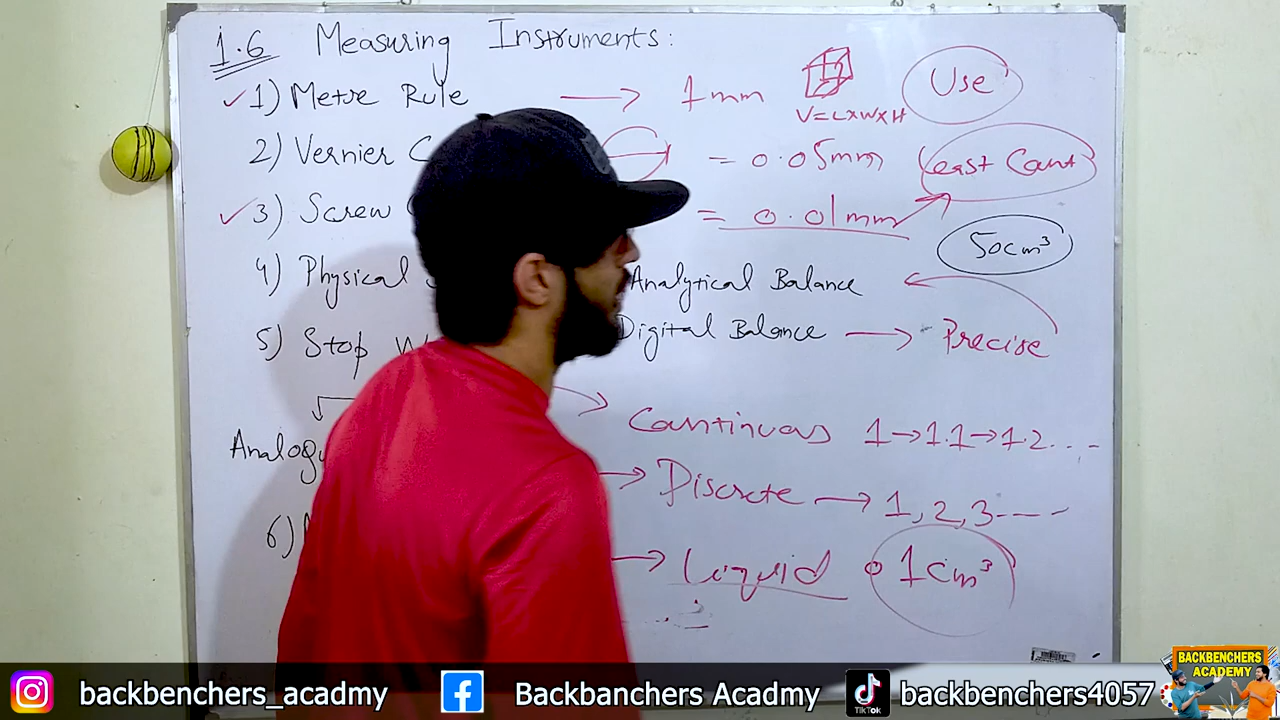 1.6 Measuring Instruments:
1) Metre Rule → 1mm
V=LXWXH
Use
2) Vernier = 0.05mm
Least Count
3) Screw = 0.01mm
50cm³
4) Physical
Analytical Balance
5) Stop
Digital Balance → Precise
Continuous 1→1.1→1.2....
Analog
Discrete → 1,2,3----
6)
→ Liquid 1cm³
BACKBENCHERS
ACADEMY
backbenchers_acadmy
Backbanchers Acadmy
TikTok
backbenchers4057